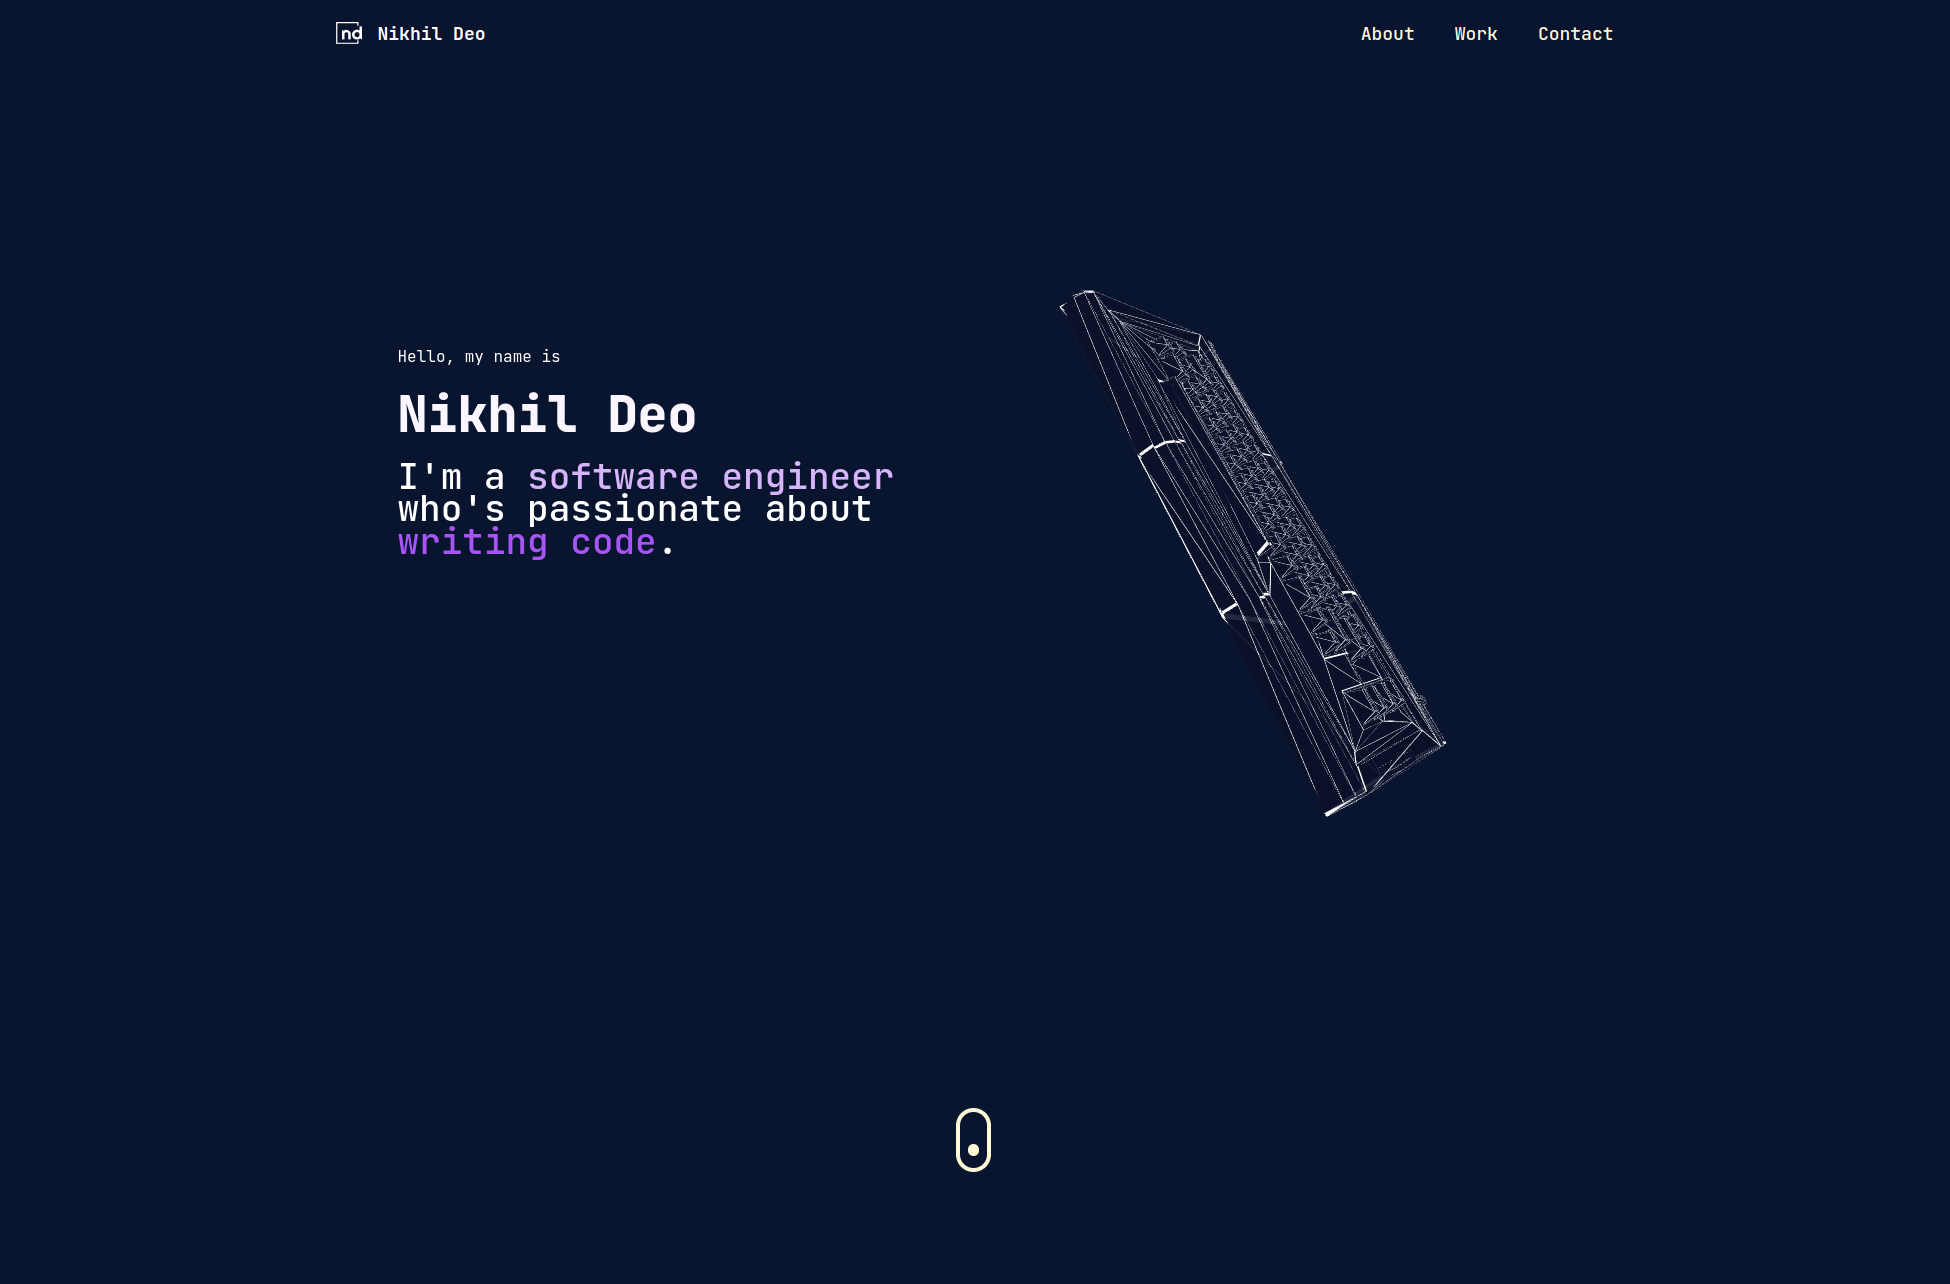 nd Nikhil Deo
About Work Contact
Hello, my name is
Nikhil Deo
I'm a software engineer
who's passionate about
writing code.